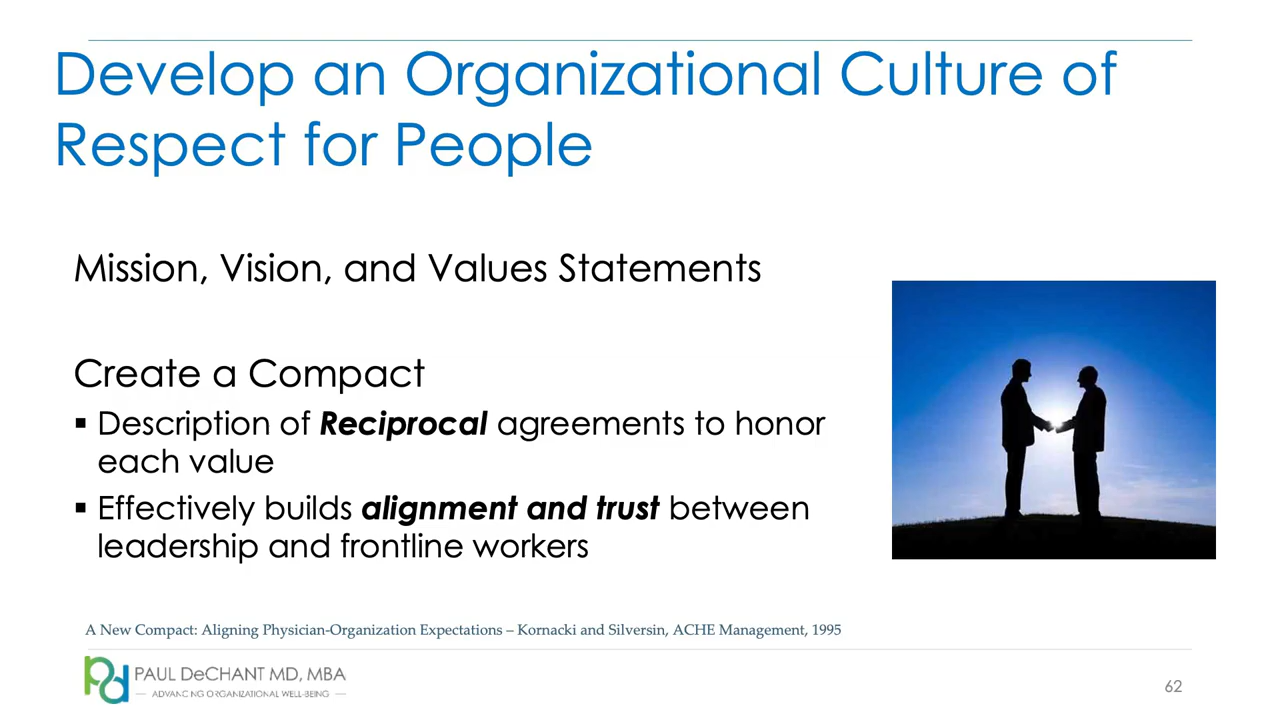 Develop an Organizational Culture of
Respect for People
Mission, Vision, and Values Statements
Create a Compact
▪ Description of Reciprocal agreements to honor
each value
▪ Effectively builds alignment and trust between
leadership and frontline workers
A New Compact: Aligning Physician-Organization Expectations – Kornacki and Silversin, ACHE Management, 1995
pd PAUL DeCHANT MD, MBA
— ADVANCING ORGANIZATIONAL WELL-BEING —
62